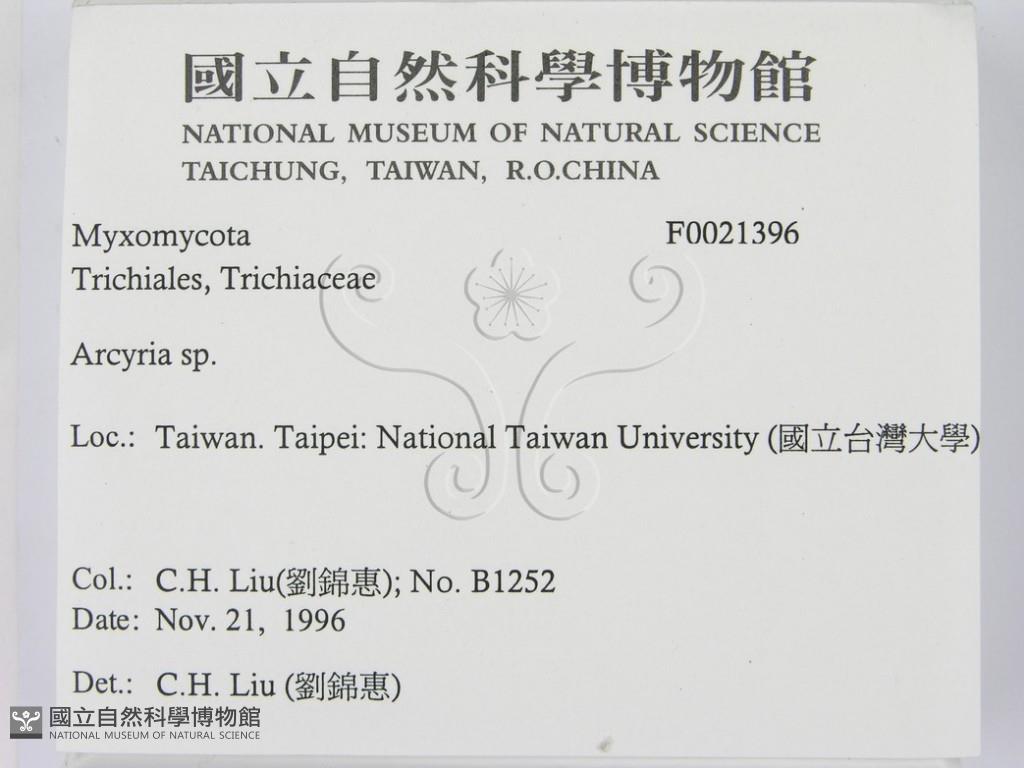 國立自然科學博物館
NATIONAL MUSEUM OF NATURAL SCIENCE
TAICHUNG, TAIWAN, R.O.CHINA
Myxomycota F0021396
Trichiales, Trichiaceae
Arcyria sp.
Loc.: Taiwan. Taipei: National Taiwan University (國立台灣大學)
Col.: C.H. Liu(劉錦惠); No. B1252
Date: Nov. 21, 1996
Det.: C.H. Liu (劉錦惠)
國立自然科學博物館
NATIONAL MUSEUM OF NATURAL SCIENCE